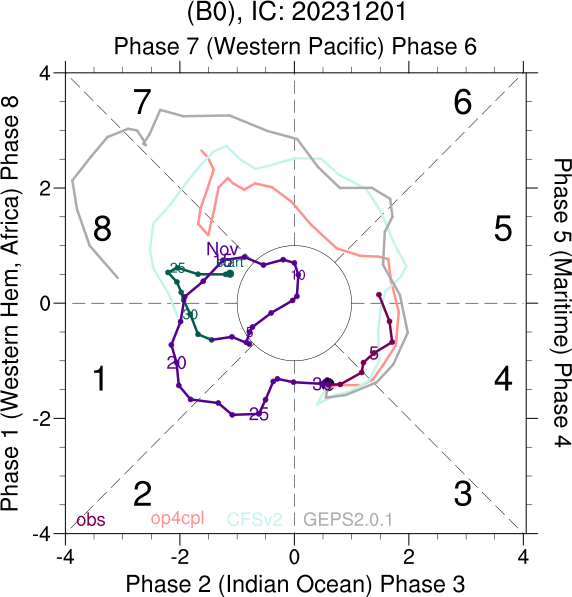 (B0), IC: 20231201
Phase 7 (Western Pacific) Phase 6
Phase 1 (Western Hem, Africa) Phase 8
Phase 5 (Maritime) Phase 4
4
2
0
-2
-4
7
6
8
5
1
4
2
3
Nov
25
10
30
5
20
25
30
5
obs
op4cpl
CFSv2
GEPS2.0.1
-4
-2
0
2
4
Phase 2 (Indian Ocean) Phase 3